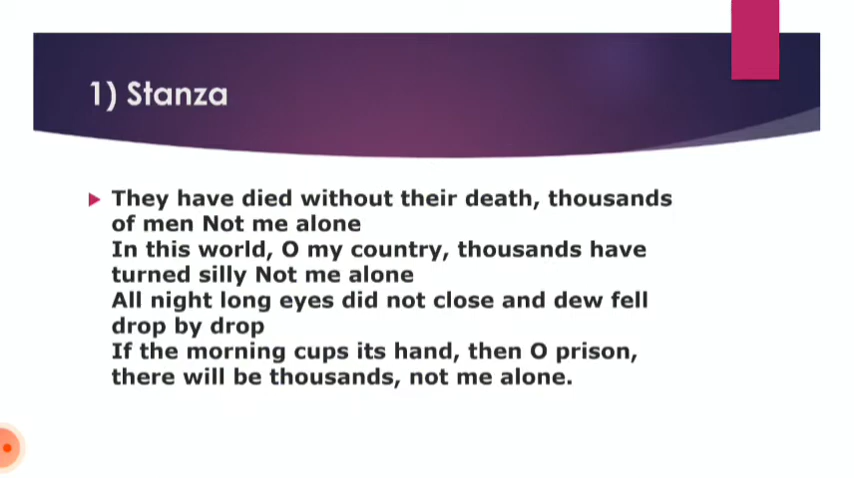 1) Stanza
They have died without their death, thousands
of men Not me alone
In this world, O my country, thousands have
turned silly Not me alone
All night long eyes did not close and dew fell
drop by drop
If the morning cups its hand, then O prison,
there will be thousands, not me alone.